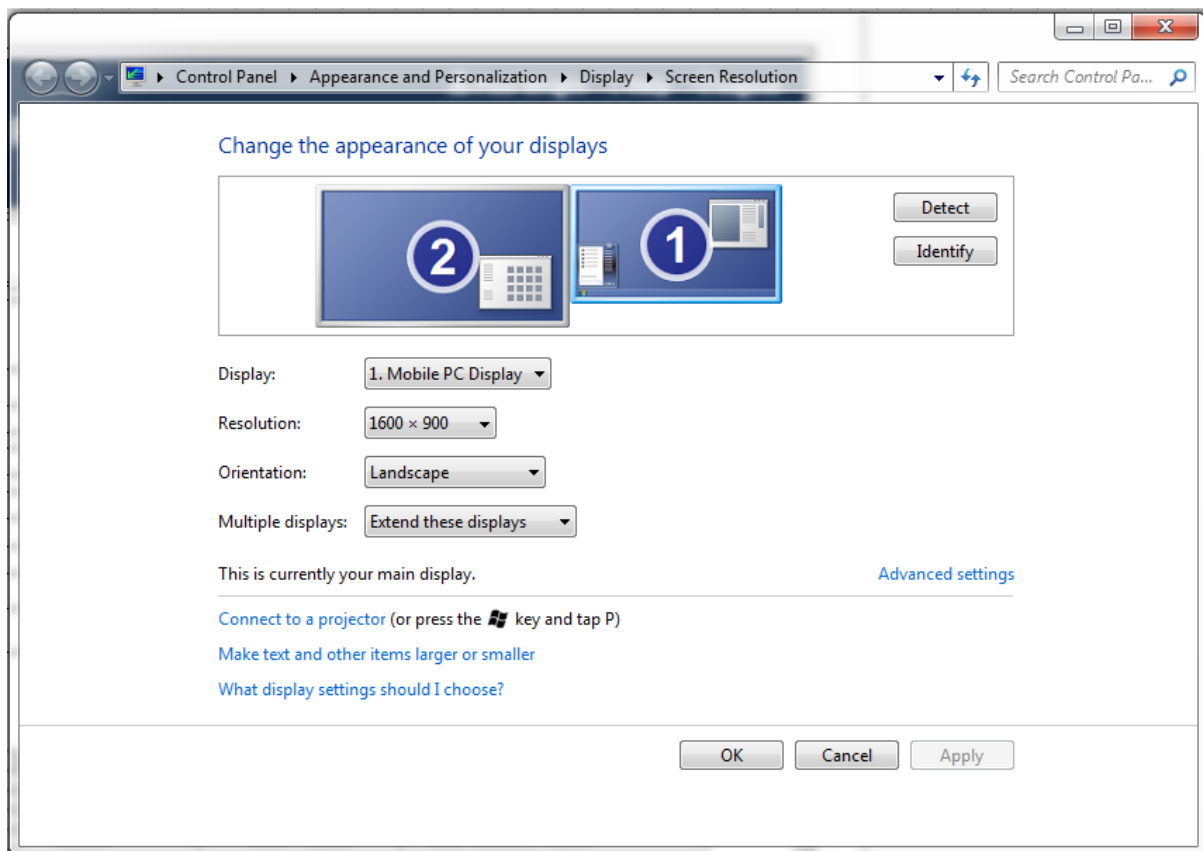 Control Panel Appearance and Personalization Display Screen Resolution Search Control Pa...
Change the appearance of your displays
2 1
Detect
Identify
Display: 1. Mobile PC Display
Resolution: 1600 × 900
Orientation: Landscape
Multiple displays: Extend these displays
This is currently your main display. Advanced settings
Connect to a projector (or press the key and tap P)
Make text and other items larger or smaller
What display settings should I choose?
OK Cancel Apply